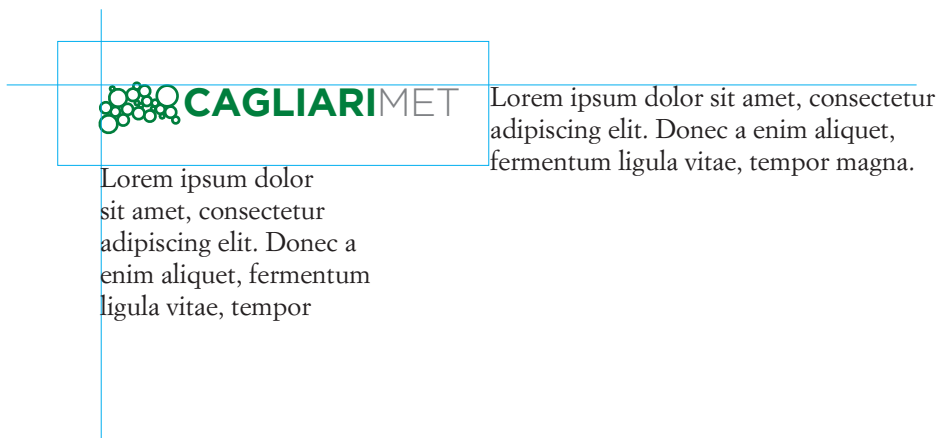 CAGLIARIMET
Lorem ipsum dolor sit amet, consectetur
adipiscing elit. Donec a enim aliquet,
fermentum ligula vitae, tempor magna.
Lorem ipsum dolor
sit amet, consectetur
adipiscing elit. Donec a
enim aliquet, fermentum
ligula vitae, tempor